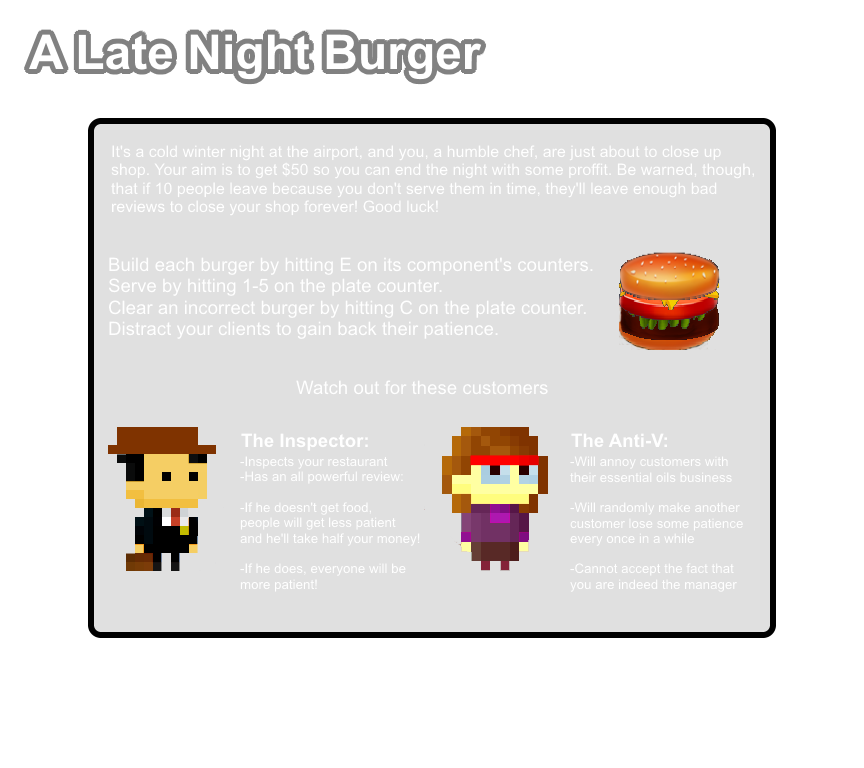 A Late Night Burger
It's a cold winter night at the airport, and you, a humble chef, are just about to close up
shop. Your aim is to get $50 so you can end the night with some proffit. Be warned, though,
that if 10 people leave because you don't serve them in time, they'll leave enough bad
reviews to close your shop forever! Good luck!
Build each burger by hitting E on its component's counters.
Serve by hitting 1-5 on the plate counter.
Clear an incorrect burger by hitting C on the plate counter.
Distract your clients to gain back their patience.
Watch out for these customers
The Inspector:
-Inspects your restaurant
-Has an all powerful review.
-If he doesn't get food,
people will get less patient
and he'll take half your money!
-If he does, everyone will be
more patient!
The Anti-V:
-Will annoy customers with
their essential oils business
-Will randomly make another
customer lose some patience
every once in a while
-Cannot accept the fact that
you are indeed the manager